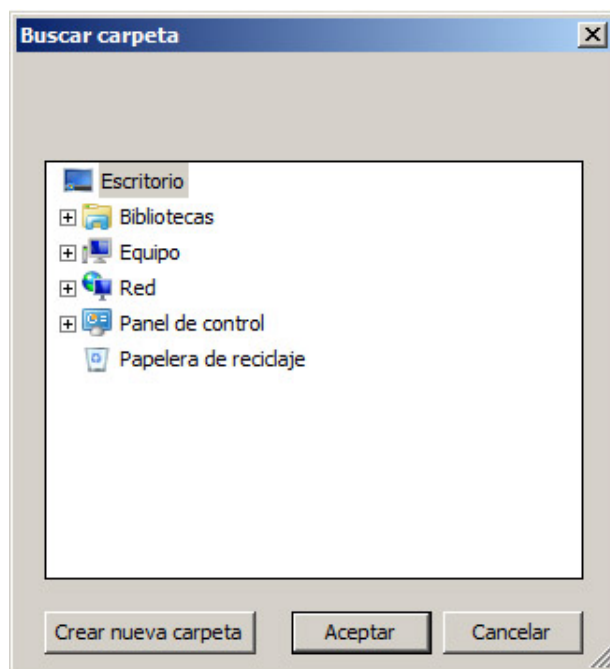 Buscar carpeta
Escritorio
Bibliotecas
Equipo
Red
Panel de control
Papelera de reciclaje
Crear nueva carpeta
Aceptar
Cancelar